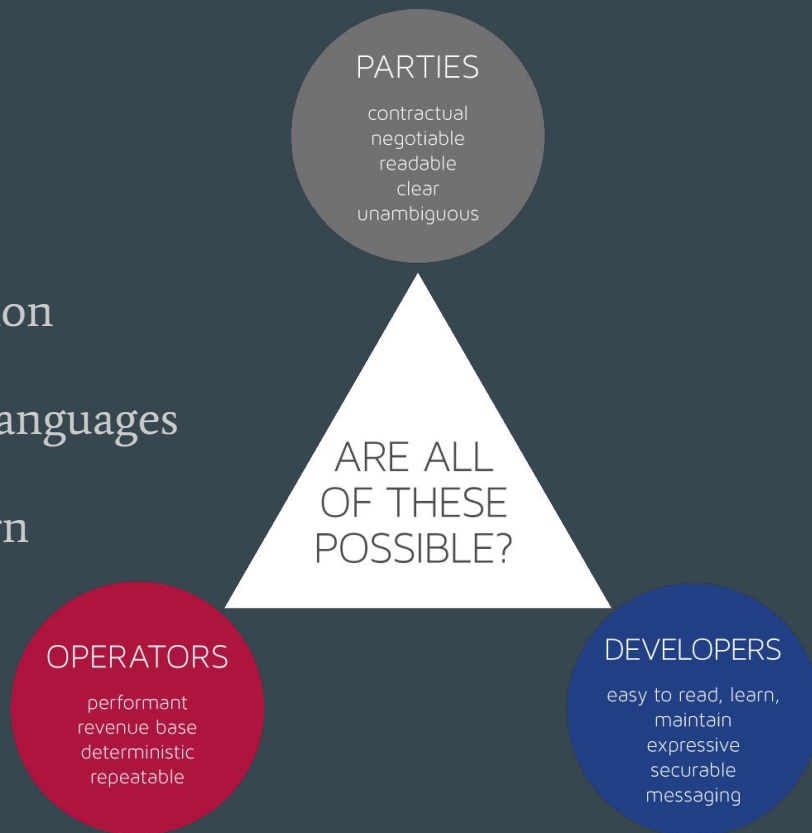 PARTIES
contractual
negotiable
readable
clear
unambiguous
on
anguages
n
ARE ALL
OF THESE
POSSIBLE?
OPERATORS
performant
revenue base
deterministic
repeatable
DEVELOPERS
easy to read, learn,
maintain
expressive
securable
messaging